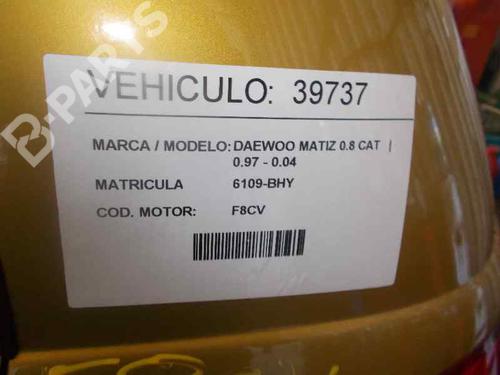 B-PARTS
VEHICULO: 39737
MARCA / MODELO: DAEWOO MATIZ 0.8 CAT |
0.97 - 0.04
MATRICULA 6109-BHY
COD. MOTOR: F8CV